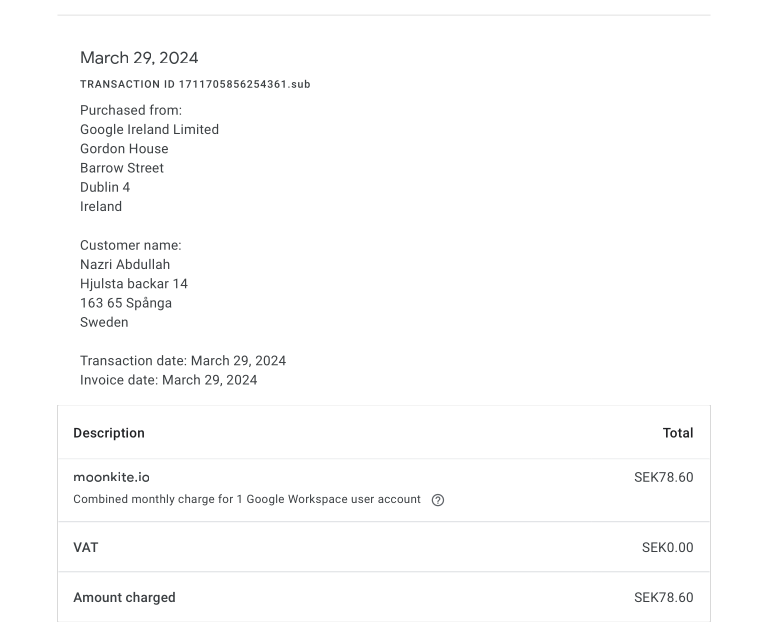 March 29, 2024
TRANSACTION ID 1711705856254361.sub
Purchased from:
Google Ireland Limited
Gordon House
Barrow Street
Dublin 4
Ireland
Customer name:
Nazri Abdullah
Hjulsta backar 14
163 65 Spånga
Sweden
Transaction date: March 29, 2024
Invoice date: March 29, 2024
Description Total
moonkite.io SEK78.60
Combined monthly charge for 1 Google Workspace user account ?
VAT SEK0.00
Amount charged SEK78.60